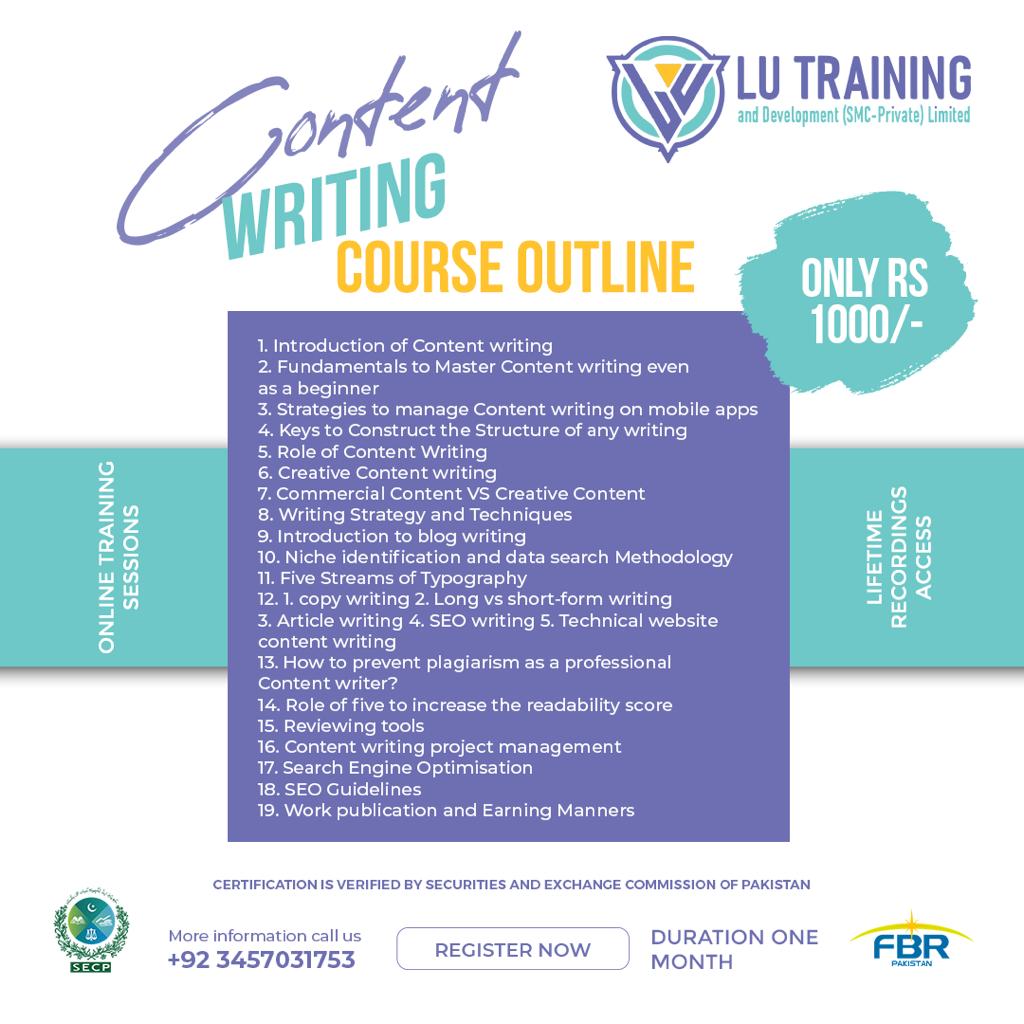 Content
WRITING
COURSE OUTLINE
LU TRAINING
and Development (SMC-Private) Limited
ONLY RS
1000/-
1. Introduction of Content writing
2. Fundamentals to Master Content writing even
as a beginner
3. Strategies to manage Content writing on mobile apps
4. Keys to Construct the Structure of any writing
5. Role of Content Writing
6. Creative Content writing
7. Commercial Content VS Creative Content
8. Writing Strategy and Techniques
9. Introduction to blog writing
10. Niche identification and data search Methodology
11. Five Streams of Typography
12. 1. copy writing 2. Long vs short-form writing
3. Article writing 4. SEO writing 5. Technical website
content writing
13. How to prevent plagiarism as a professional
Content writer?
14. Role of five to increase the readability score
15. Reviewing tools
16. Content writing project management
17. Search Engine Optimisation
18. SEO Guidelines
19. Work publication and Earning Manners
ONLINE TRAINING
SESSIONS
LIFETIME
RECORDINGS
ACCESS
CERTIFICATION IS VERIFIED BY SECURITIES AND EXCHANGE COMMISSION OF PAKISTAN
SECP
More information call us
+92 3457031753
REGISTER NOW
DURATION ONE
MONTH
FBR
PAKISTAN